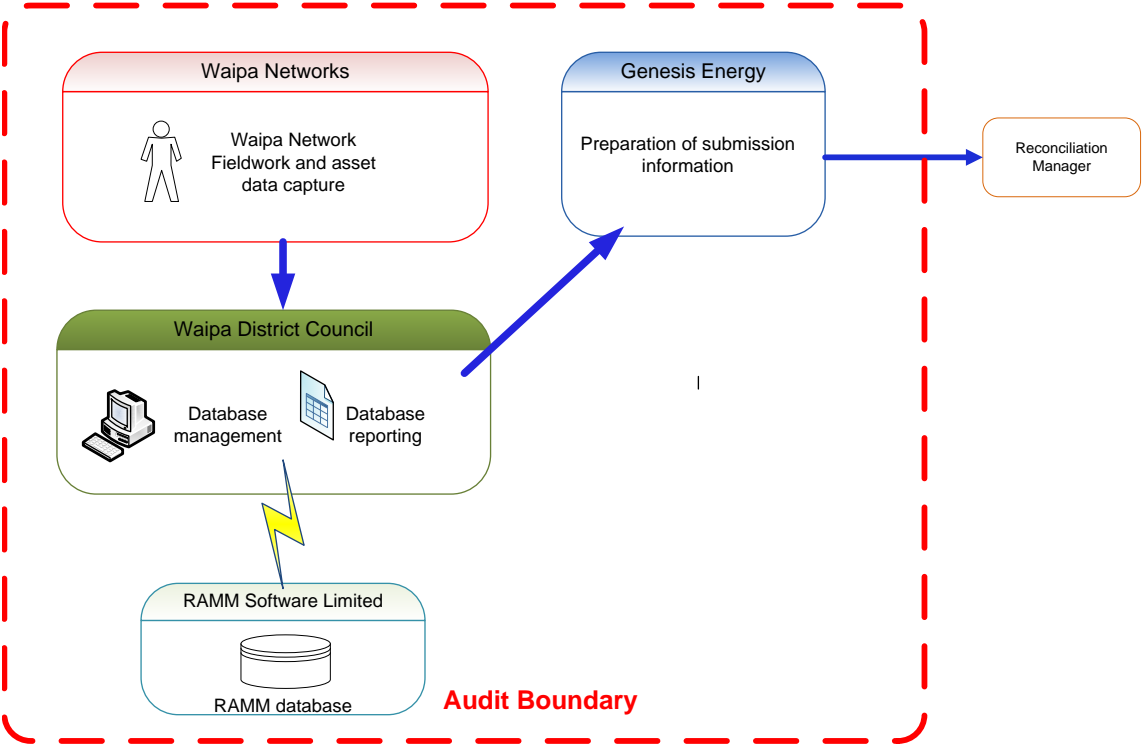 Waipa Networks
Waipa Network
Fieldwork and asset
data capture
Genesis Energy
Preparation of submission
information
Reconciliation
Manager
Waipa District Council
Database
management
Database
reporting
RAMM Software Limited
RAMM database
Audit Boundary